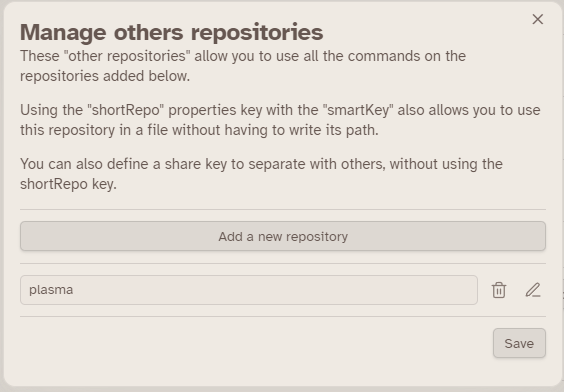 Manage others repositories
These "other repositories" allow you to use all the commands on the
repositories added below.
Using the "shortRepo" properties key with the "smartKey" also allows you to use
this repository in a file without having to write its path.
You can also define a share key to separate with others, without using the
shortRepo key.
Add a new repository
plasma
Save